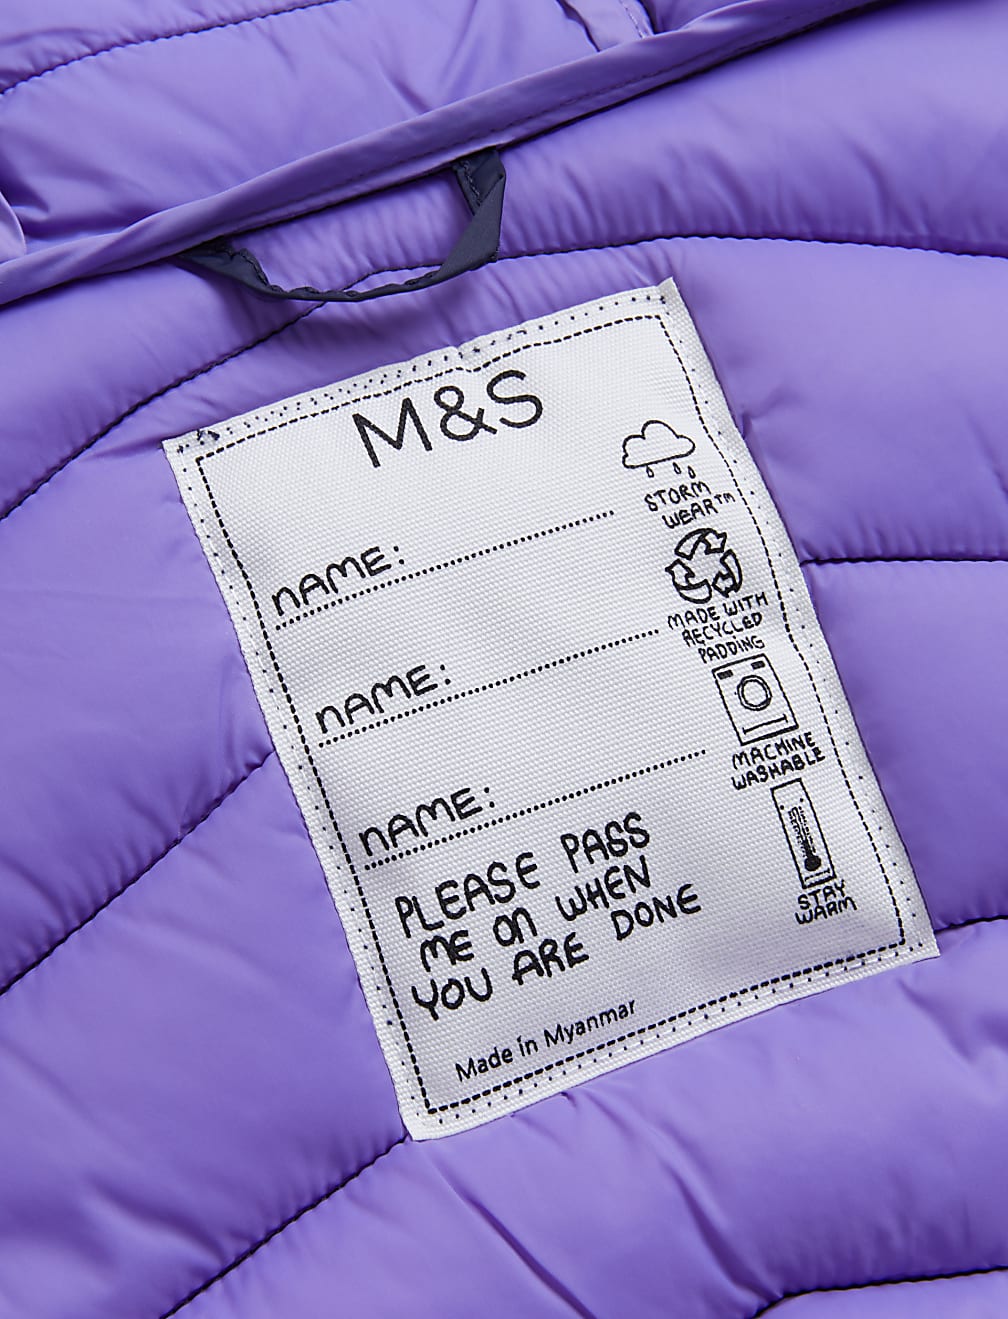 M&S
STORM
WEAR™
NAME:
MADE WITH
RECYCLED
PADDING
NAME:
MACHINE
WASHABLE
NAME:
STAY
WARM
PLEASE PASS
ME ON WHEN
YOU ARE DONE
Made in Myanmar